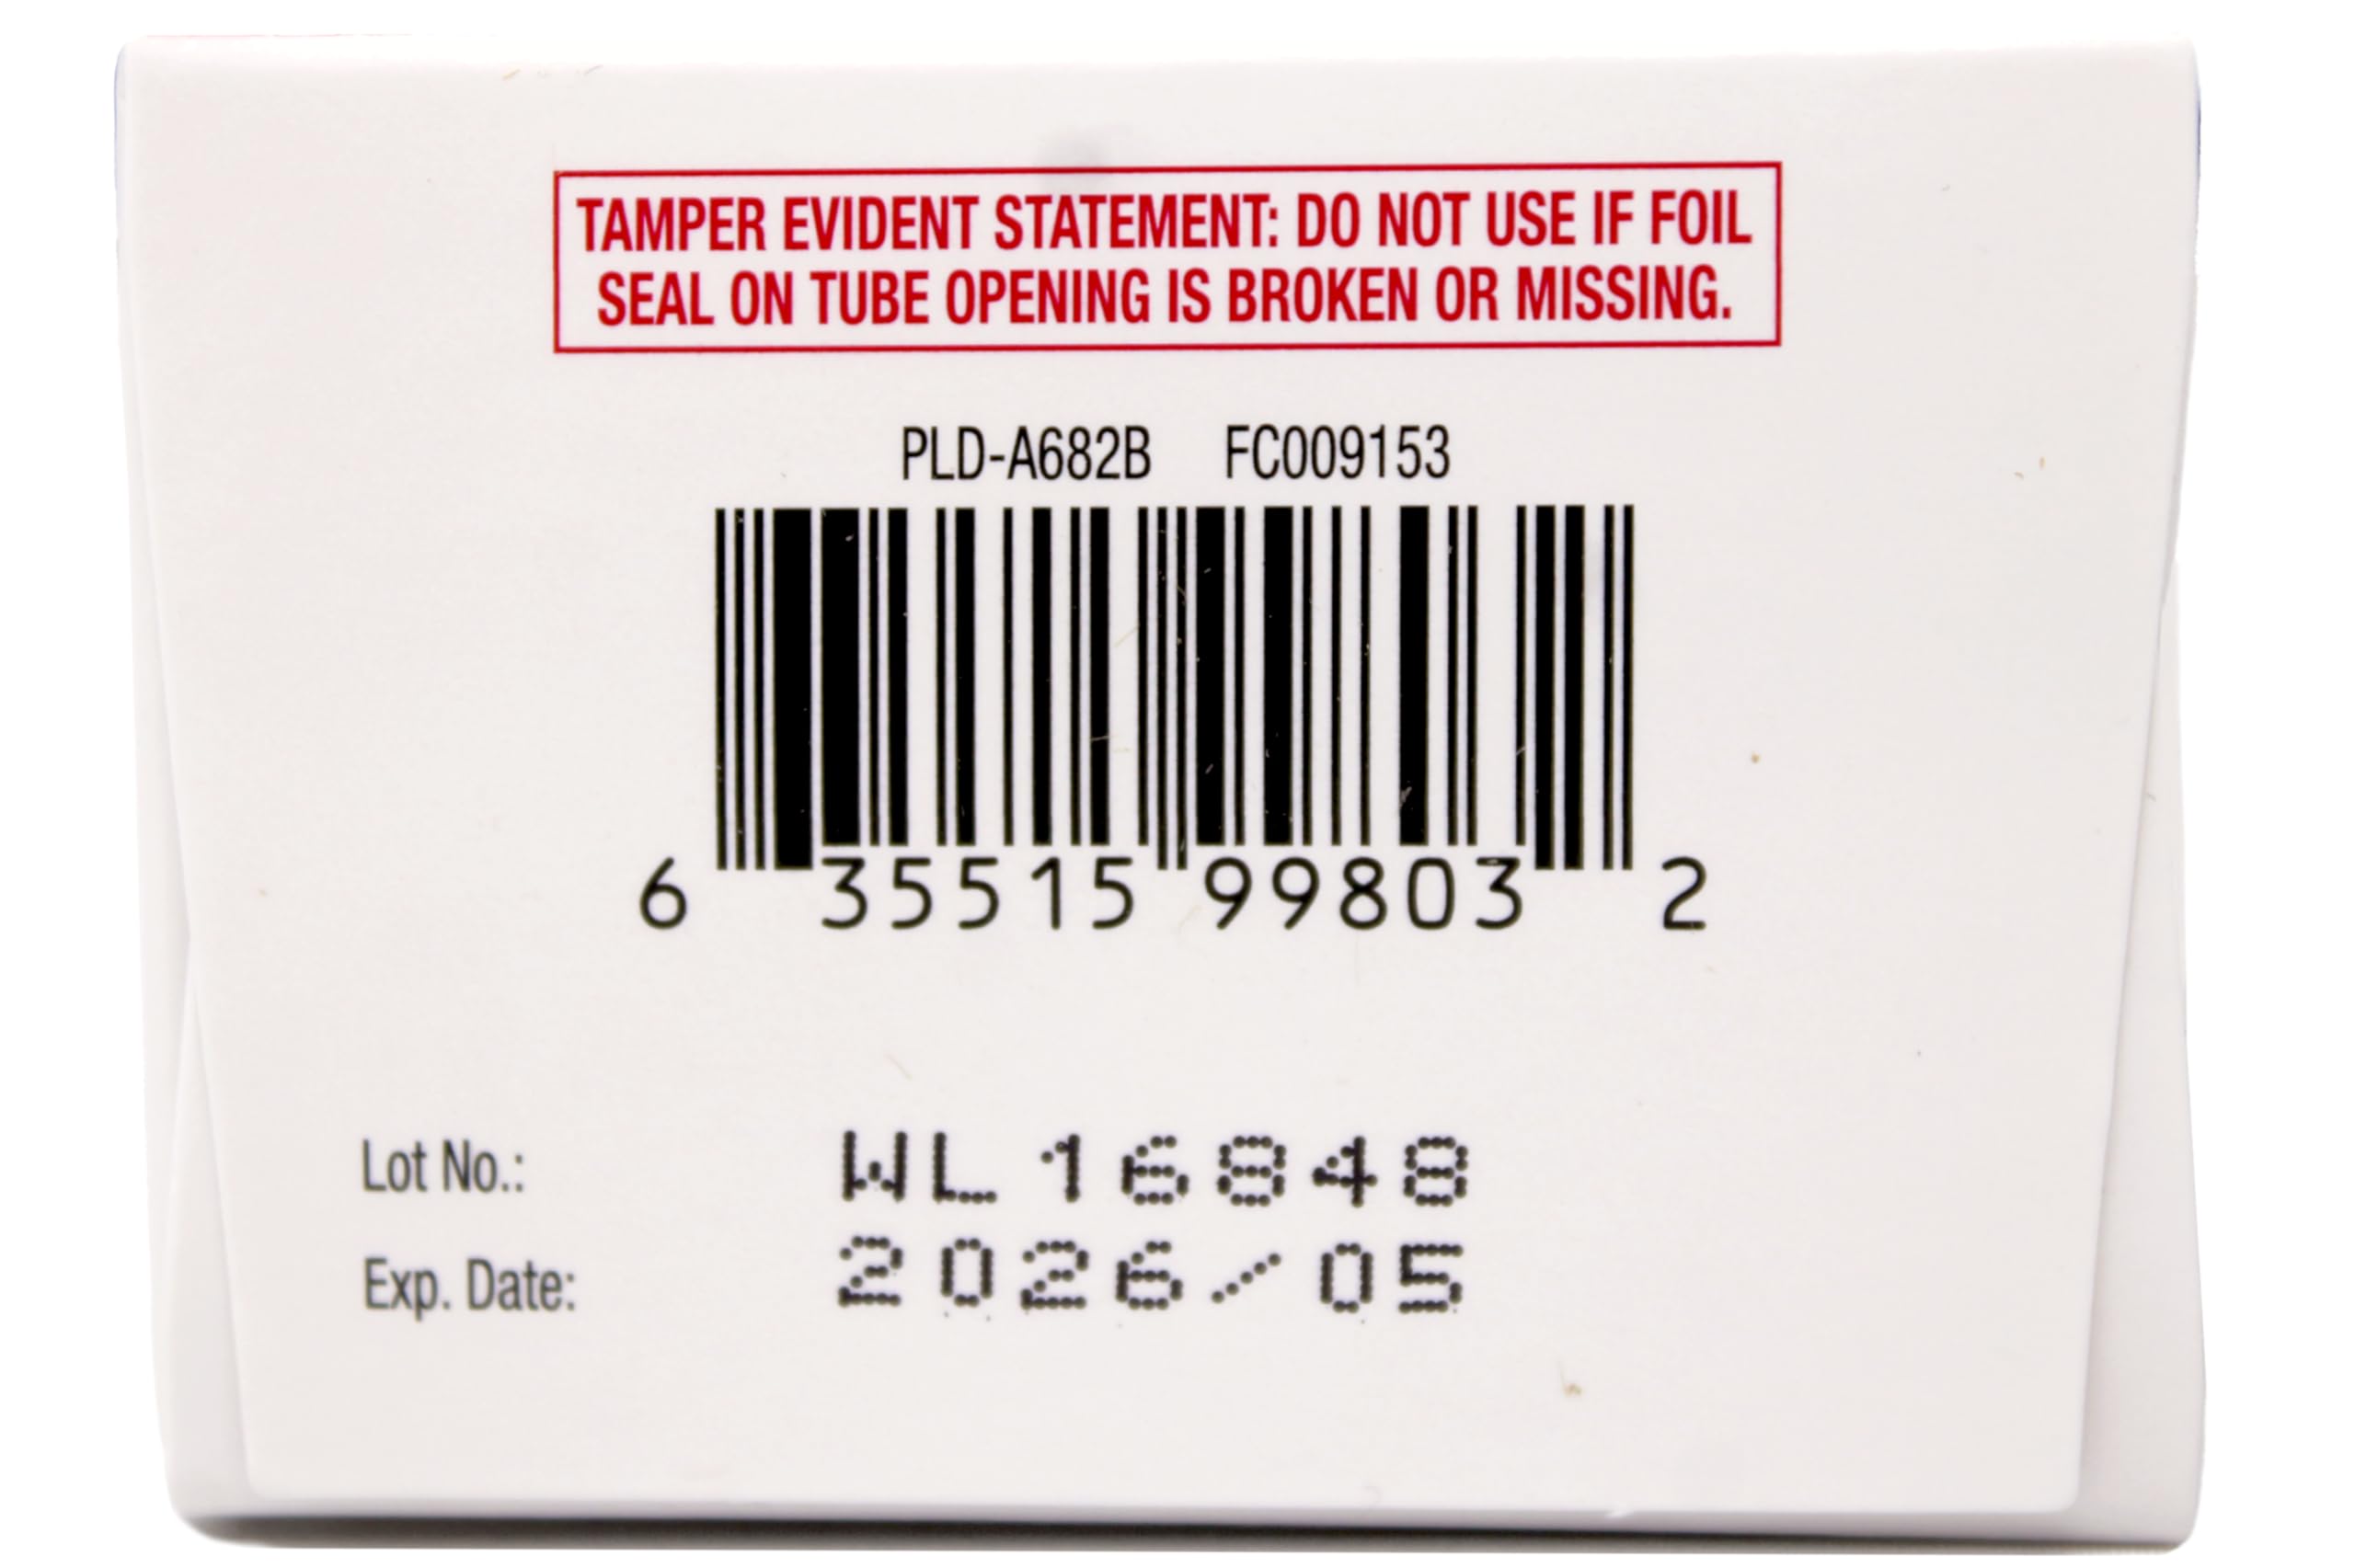 TAMPER EVIDENT STATEMENT: DO NOT USE IF FOIL
SEAL ON TUBE OPENING IS BROKEN OR MISSING.
PLD-A682B FC009153
6 35515 99803 2
Lot No.: WL16848
Exp. Date: 2026/05